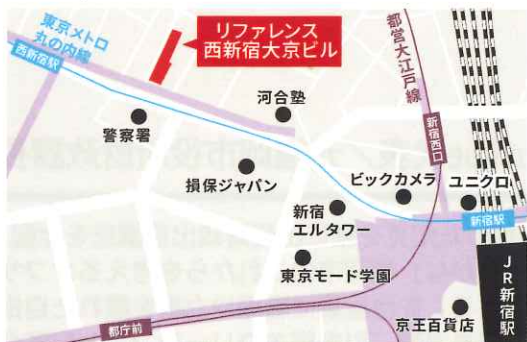 東京メトロ
丸の内線
西新宿駅
リファレンス
西新宿大京ビル
都営大江戸線
河合塾
警察署
新宿西口
損保ジャパン
ビックカメラ
ユニクロ
新宿
エルタワー
新宿駅
東京モード学園
JR新宿駅
京王百貨店
都庁前